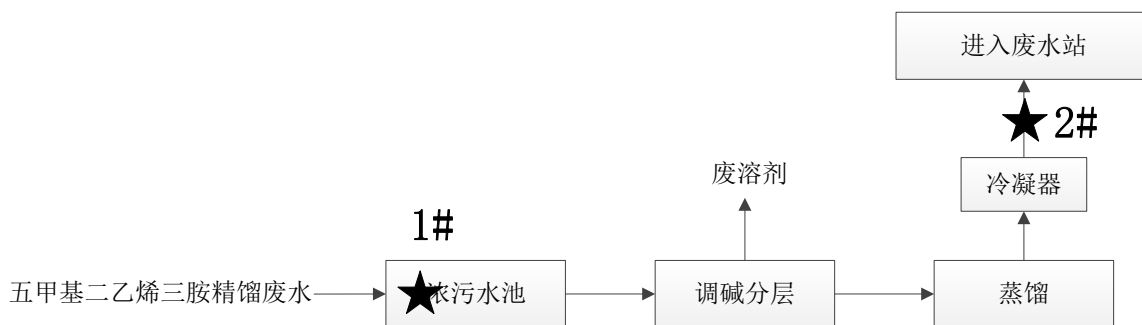 进入废水站
2#
冷凝器
废溶剂
1#
五甲基二乙烯三胺精馏废水
浓污水池
调碱分层
蒸馏